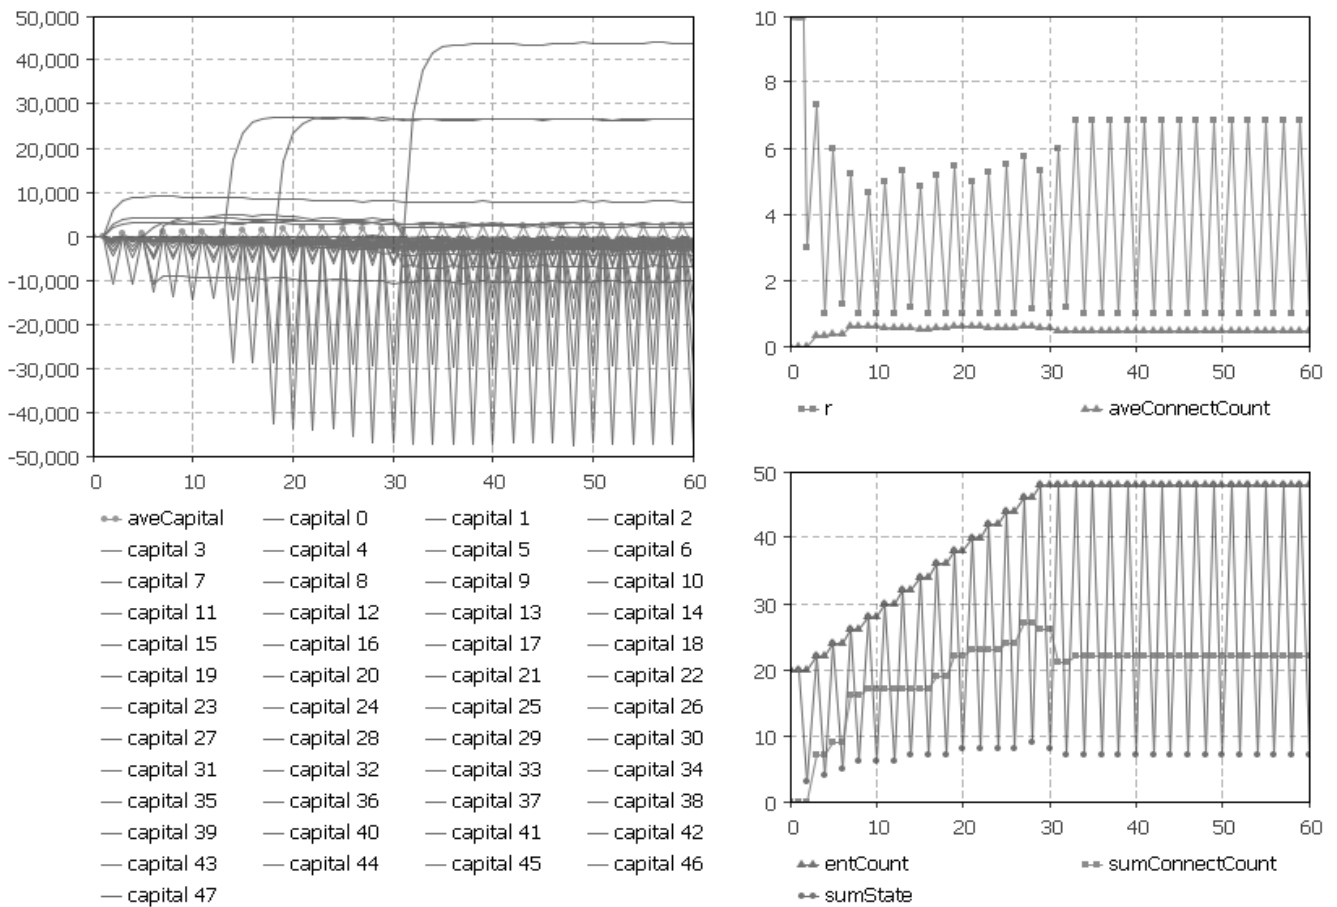 50,000
40,000
30,000
20,000
10,000
0
-10,000
-20,000
-30,000
-40,000
-50,000
0 10 20 30 40 50 60
aveCapital capital 0 capital 1 capital 2
capital 3 capital 4 capital 5 capital 6
capital 7 capital 8 capital 9 capital 10
capital 11 capital 12 capital 13 capital 14
capital 15 capital 16 capital 17 capital 18
capital 19 capital 20 capital 21 capital 22
capital 23 capital 24 capital 25 capital 26
capital 27 capital 28 capital 29 capital 30
capital 31 capital 32 capital 33 capital 34
capital 35 capital 36 capital 37 capital 38
capital 39 capital 40 capital 41 capital 42
capital 43 capital 44 capital 45 capital 46
capital 47
10
8
6
4
2
0
0 10 20 30 40 50 60
r aveConnectCount
50
40
30
20
10
0
0 10 20 30 40 50 60
entCount sumConnectCount
sumState